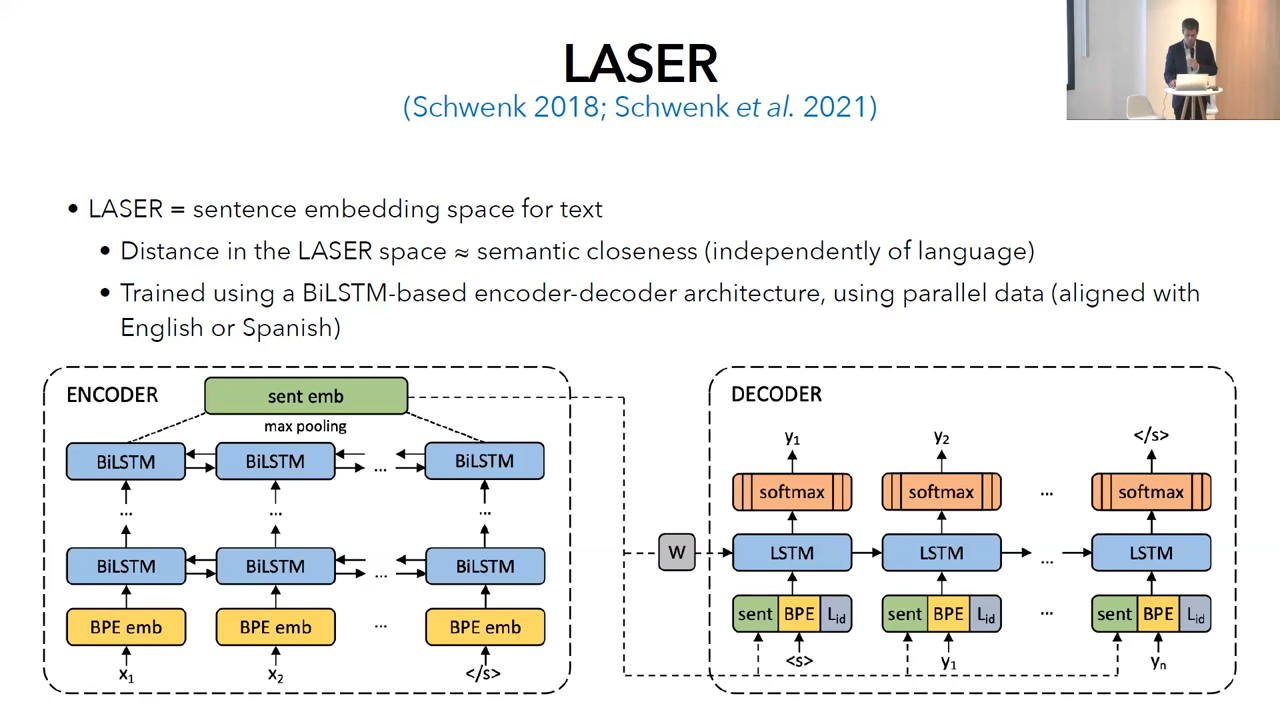 LASER
(Schwenk 2018; Schwenk et al. 2021)
• LASER = sentence embedding space for text
• Distance in the LASER space ≈ semantic closeness (independently of language)
• Trained using a BiLSTM-based encoder-decoder architecture, using parallel data (aligned with
English or Spanish)
ENCODER
sent emb
max pooling
BiLSTM BiLSTM ... BiLSTM
... ... ...
BiLSTM BiLSTM ... BiLSTM
BPE emb BPE emb ... BPE emb
x1 x2 </s>
W
DECODER
y1 y2 </s>
softmax softmax ... softmax
LSTM LSTM ... LSTM
sent BPE Lid sent BPE Lid ... sent BPE Lid
<s> y1 yn